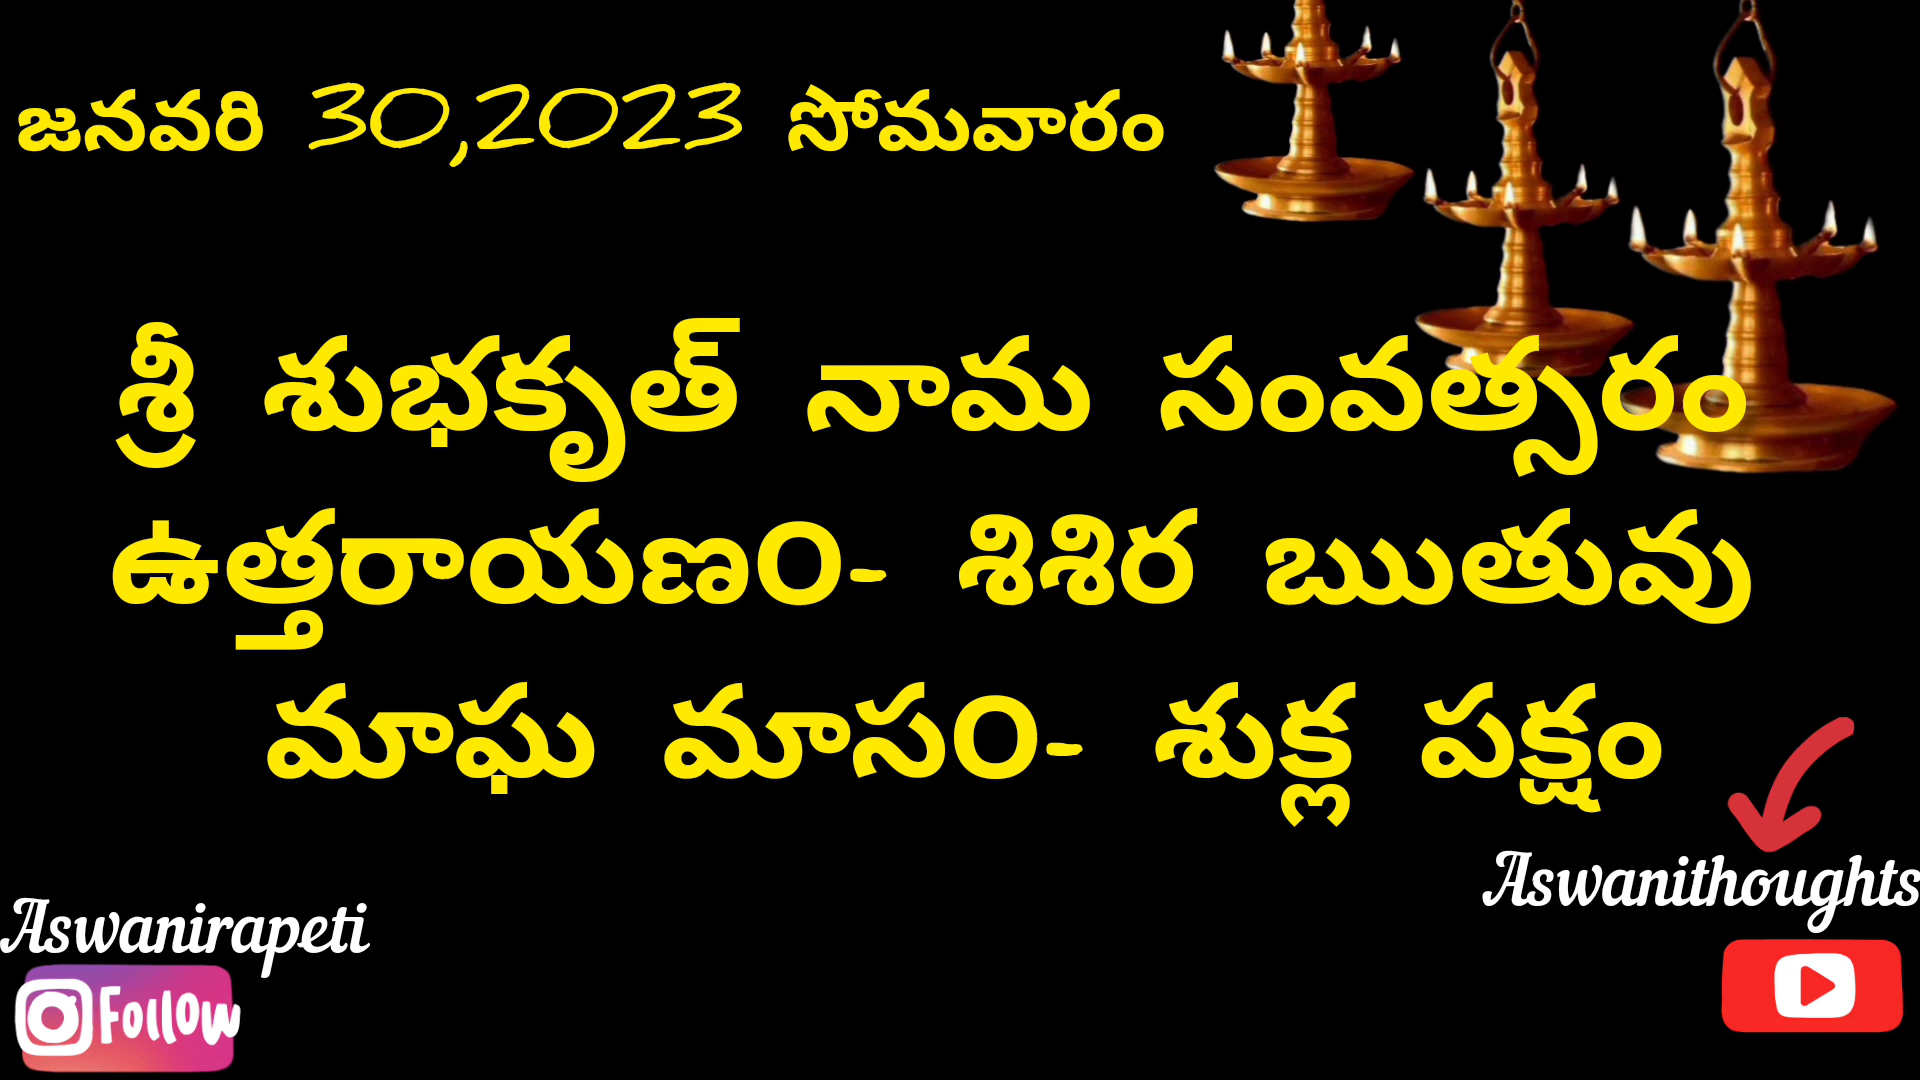 జనవరి 30,2023 సోమవారం
శ్రీ శుభకృత్ నామ సంవత్సరం
ఉత్తరాయణం- శిశిర ఋతువు
మాఘ మాసం- శుక్ల పక్షం
Aswanithoughts
Aswanirapeti
Follow